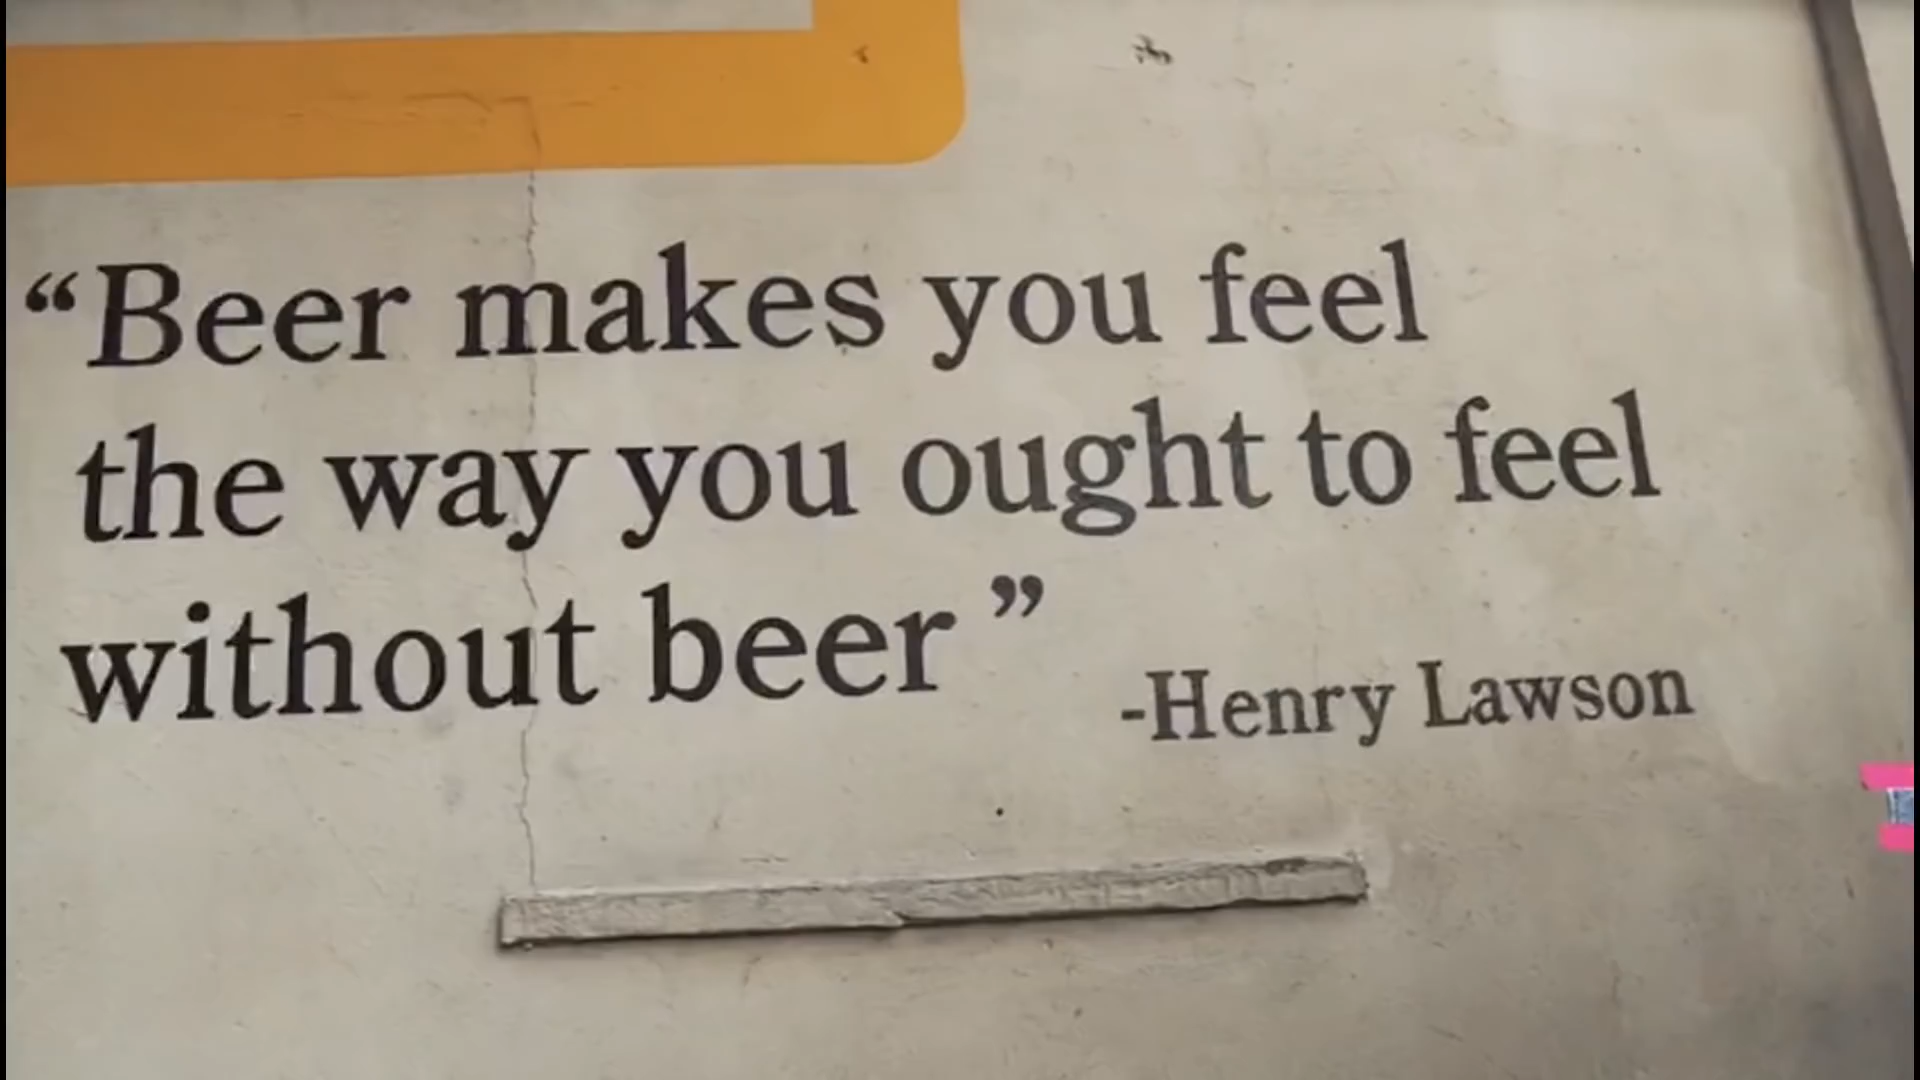 “Beer makes you feel
the way you ought to feel
without beer”
-Henry Lawson